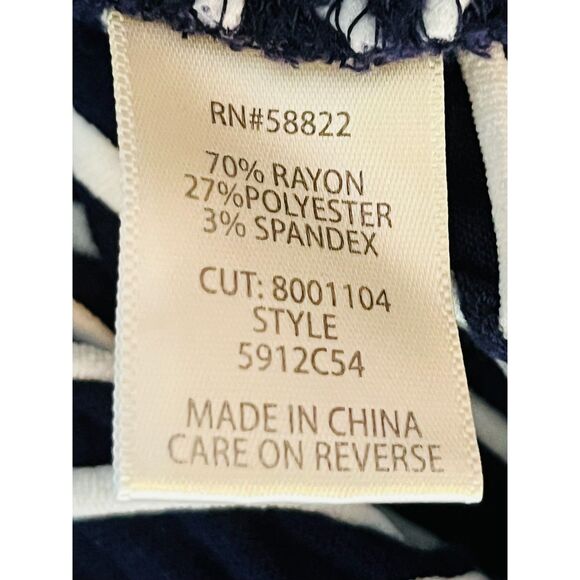 RN#58822
70% RAYON
27%POLYESTER
3% SPANDEX
CUT: 8001104
STYLE
5912C54
MADE IN CHINA
CARE ON REVERSE